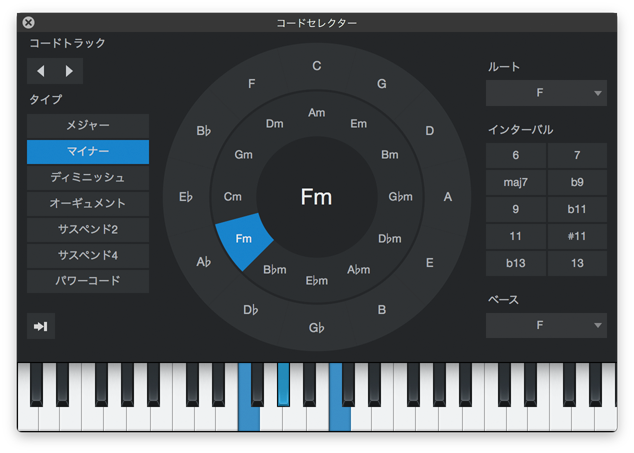 コードセレクター
コードトラック
タイプ
メジャー
マイナー
ディミニッシュ
オーギュメント
サスペンド2
サスペンド4
パワーコード
C
G
D
A
E
B
G♭
D♭
A♭
E♭
B♭
F
Am
Em
Bm
G♭m
D♭m
A♭m
E♭m
B♭m
Fm
Cm
Gm
Dm
Fm
ルート
F
インターバル
6 7
maj7 b9
9 b11
11 #11
b13 13
ベース
F